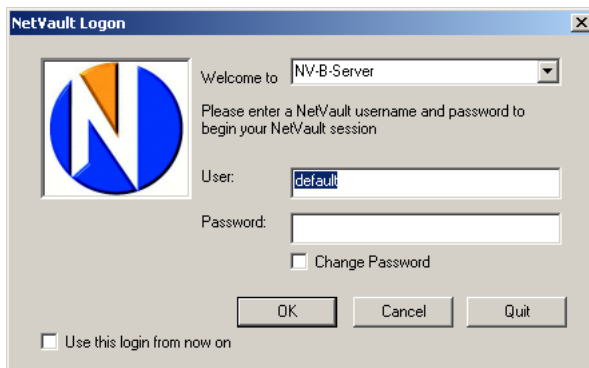 NetVault Logon
Welcome to NV-B-Server
Please enter a NetVault username and password to
begin your NetVault session
User: default
Password:
Change Password
OK Cancel Quit
Use this login from now on